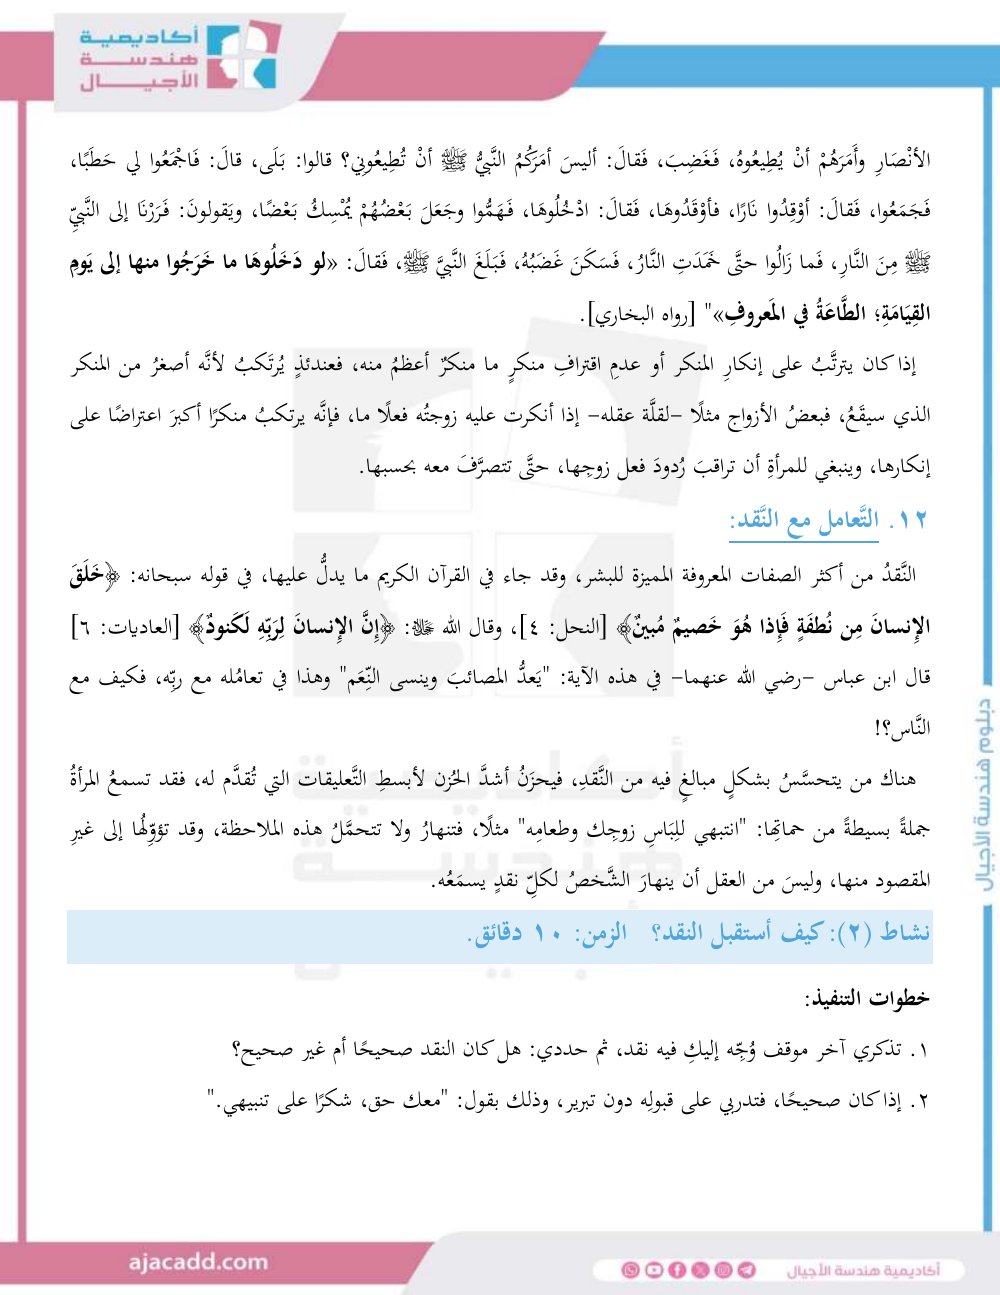 أكاديمية
هندسة
الأجيال
الأنْصَارِ وأَمَرَهُمْ أنْ يُطِيعُوهُ، فَغَضِبَ، فَقالَ: أليسَ أمَرَكُمُ النَّبيُّ ﷺ أنْ تُطِيعُونِي؟ قالوا: بَلَى، قالَ: فَاجْمَعُوا لي حَطَبًا،
فَجَمَعُوا، فَقالَ: أوْقِدُوا نَارًا، فأوْقَدُوهَا، فَقالَ: ادْخُلُوهَا، فَهَمُّوا وجَعَلَ بَعْضُهُمْ يُمْسِكُ بَعْضًا، ويَقولونَ: فَرَرْنَا إلى النَّبيِّ
ﷺ مِنَ النَّارِ، فَما زَالُوا حتَّى خَمَدَتِ النَّارُ، فَسَكَنَ غَضَبُهُ، فَبَلَغَ النَّبيَّ ﷺ، فَقالَ: «لو دَخَلُوهَا ما خَرَجُوا منها إلى يَومِ
القِيَامَةِ؛ الطَّاعَةُ في المَعروفِ»" [رواه البخاري].
إذا كان يترتَّبُ على إنكارِ المنكر أو عدمِ اقترافِ منكرٍ ما منكرٌ أعظمُ منه، فعندئذٍ يُرتَكبُ لأنَّه أصغرُ من المنكر
الذي سيقَعُ، فبعضُ الأزواج مثلًا -لقلَّة عقله- إذا أنكرت عليه زوجتُه فعلًا ما، فإنَّه يرتكبُ منكرًا أكبرَ اعتراضًا على
إنكارها، وينبغي للمرأةِ أن تراقبَ رُدودَ فعل زوجِها، حتَّى تتصرَّفَ معه بحسبها.
١٢. التَّعامل مع النَّقد:
النَّقدُ من أكثر الصفات المعروفة المميزة للبشر، وقد جاء في القرآن الكريم ما يدلُّ عليها، في قوله سبحانه: ﴿خَلَقَ
الإِنسانَ مِن نُطفَةٍ فَإِذا هُوَ خَصيمٌ مُبينٌ﴾ [النحل: ٤]، وقال الله ﷻ: ﴿إِنَّ الإِنسانَ لِرَبِّهِ لَكَنودٌ﴾ [العاديات: ٦]
قال ابن عباس -رضي الله عنهما- في هذه الآية: "يَعدُّ المصائبَ وينسى النِّعَم" وهذا في تعامُله مع ربِّه، فكيف مع
النَّاس؟!
هناك من يتحسَّسُ بشكلٍ مبالغٍ فيه من النَّقدِ، فيحزَنُ أشدَّ الحُزن لأبسطِ التَّعليقات التي تُقدَّم له، فقد تسمعُ المرأةُ
جملةً بسيطةً من حماتِها: "انتبهي للِبَاسِ زوجِك وطعامِه" مثلًا، فتنهارُ ولا تتحمَّلُ هذه الملاحظة، وقد تؤوِّلُها إلى غيرِ
المقصود منها، وليسَ من العقل أن ينهارَ الشَّخصُ لكلِّ نقدٍ يسمَعُه.
نشاط (٢): كيف أستقبل النقد؟ الزمن: ١٠ دقائق.
خطوات التنفيذ:
١. تذكري آخر موقف وُجِّه إليكِ فيه نقد، ثم حددي: هل كان النقد صحيحًا أم غير صحيح؟
٢. إذا كان صحيحًا، فتدربي على قبولِه دون تبرير، وذلك بقول: "معك حق، شكرًا على تنبيهي."
دبلوم هندسة الأجيال
ajacadd.com
أكاديمية هندسة الأجيال